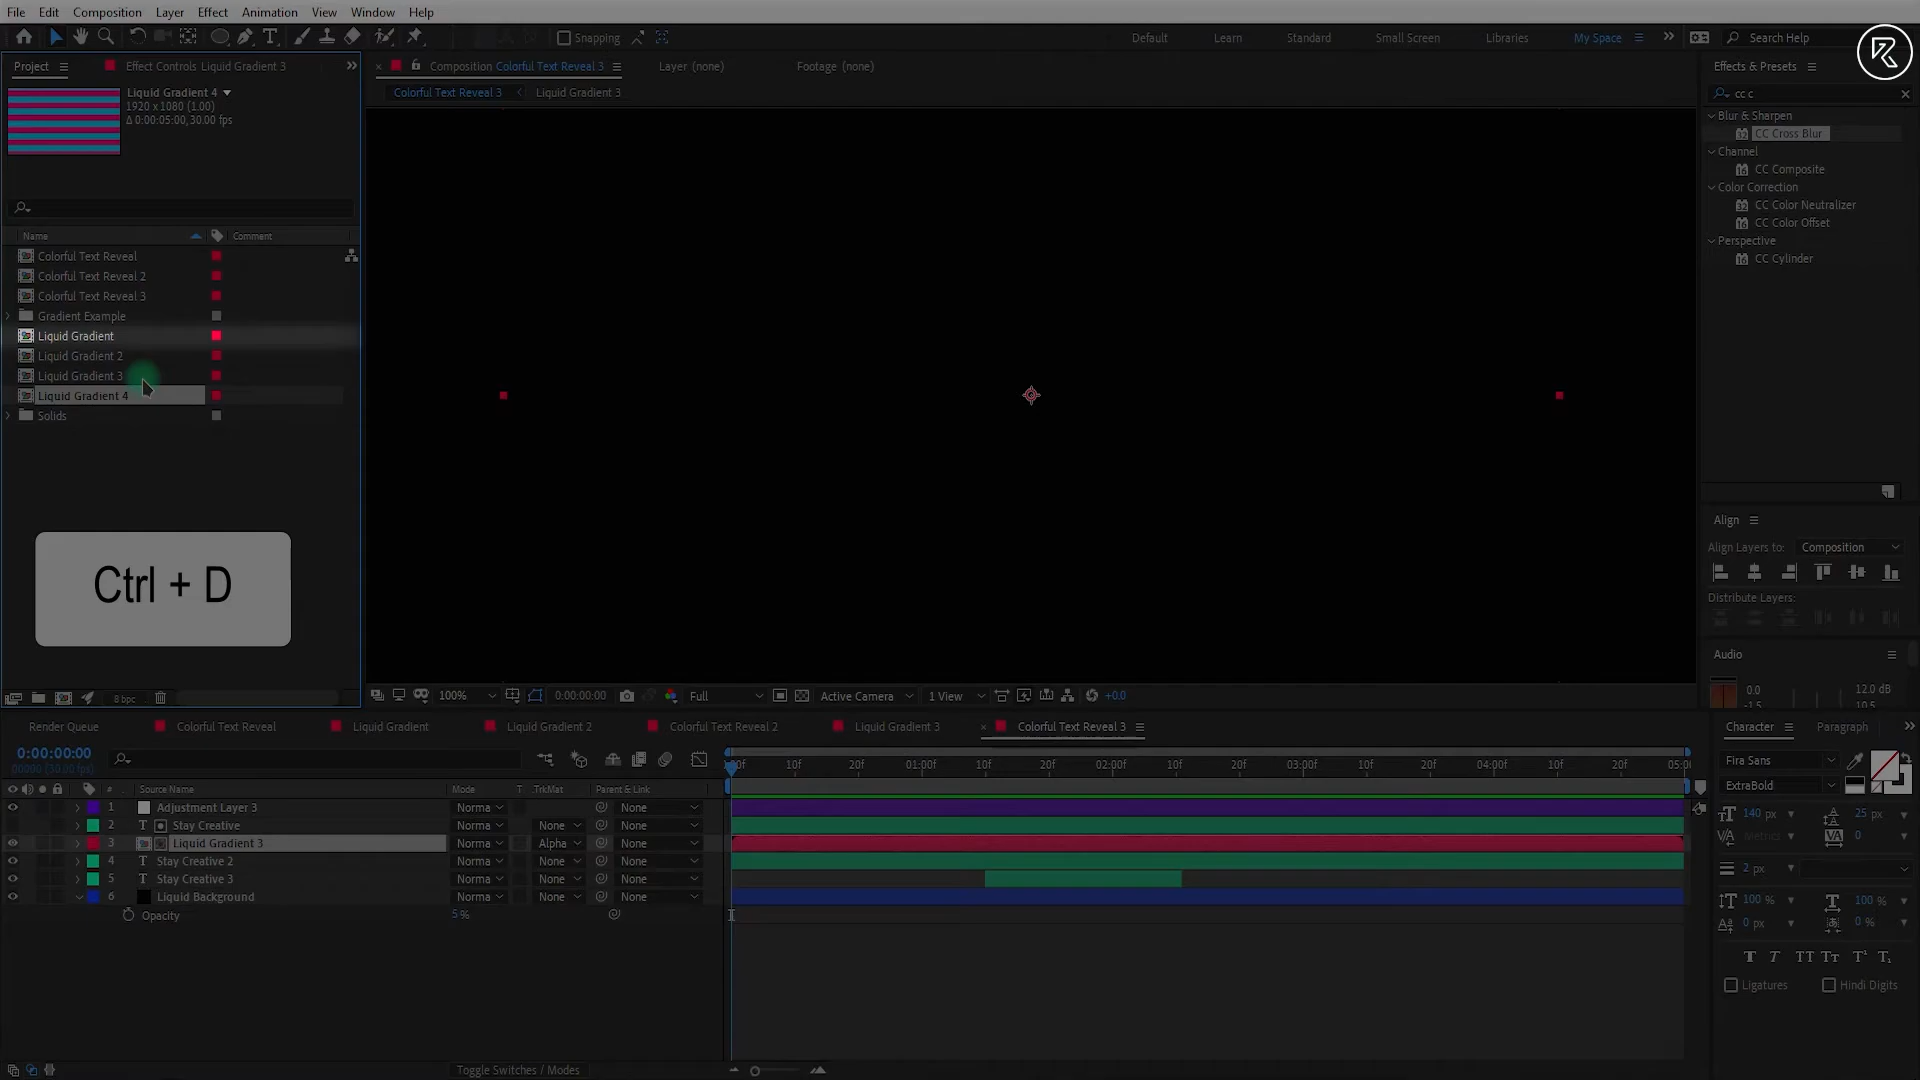 File Edit Composition Layer Effect Animation View Window Help
Snapping Default Learn Standard Small Screen Libraries My Space Search Help
Project Effect Controls Liquid Gradient 3
Composition Colorful Text Reveal 3 Layer (none) Footage (none)
Colorful Text Reveal 3 Liquid Gradient 3
Liquid Gradient 4
1920 x 1080 (1.00)
Δ 0:00:05:00, 30.00 fps
Name Comment
Colorful Text Reveal
Colorful Text Reveal 2
Colorful Text Reveal 3
Gradient Example
Liquid Gradient
Liquid Gradient 2
Liquid Gradient 3
Liquid Gradient 4
Solids
Ctrl + D
8 bpc
100% 0:00:00:00 Full Active Camera 1 View +0.0
Effects & Presets
cc c
Blur & Sharpen
CC Cross Blur
Channel
CC Composite
Color Correction
CC Color Neutralizer
CC Color Offset
Perspective
CC Cylinder
Align
Align Layers to: Composition
Distribute Layers:
Audio
0.0 12.0 dB
-1.5 10.5
Render Queue Colorful Text Reveal Liquid Gradient Liquid Gradient 2 Colorful Text Reveal 2 Liquid Gradient 3 Colorful Text Reveal 3
0:00:00:00
# Source Name Mode T .TrkMat Parent & Link
:00f 10f 20f 01:00f 10f 20f 02:00f 10f 20f 03:00f 10f 20f 04:00f 10f 20f 05:0
1 Adjustment Layer 3 Norma None
2 T Stay Creative Norma None None
3 Liquid Gradient 3 Norma Alpha None
4 T Stay Creative 2 Norma None None
5 T Stay Creative 3 Norma None None
6 Liquid Background Norma None None
Opacity 5 %
Toggle Switches / Modes
Character Paragraph
Fira Sans
ExtraBold
140 px 25 px
Metrics 0
2 px
100 % 100 %
0 px 0 %
T T TT Tт T¹ T₁
Ligatures Hindi Digits